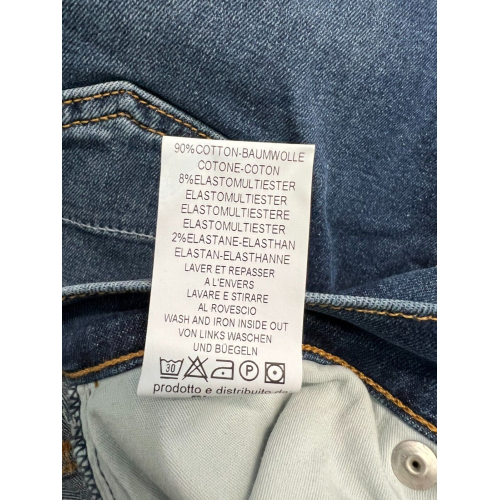 90%COTTON-BAUMWOLLE
COTONE-COTON
8%ELASTOMULTIESTER
ELASTOMULTIESTER
ELASTOMULTIESTERE
ELASTOMULTIESTER
2%ELASTANE-ELASTHAN
ELASTAN-ELASTHANNE
LAVER ET REPASSER
A L'ENVERS
LAVARE E STIRARE
AL ROVESCIO
WASH AND IRON INSIDE OUT
VON LINKS WASCHEN
UND BÜEGELN
30 P
prodotto e distribuito da